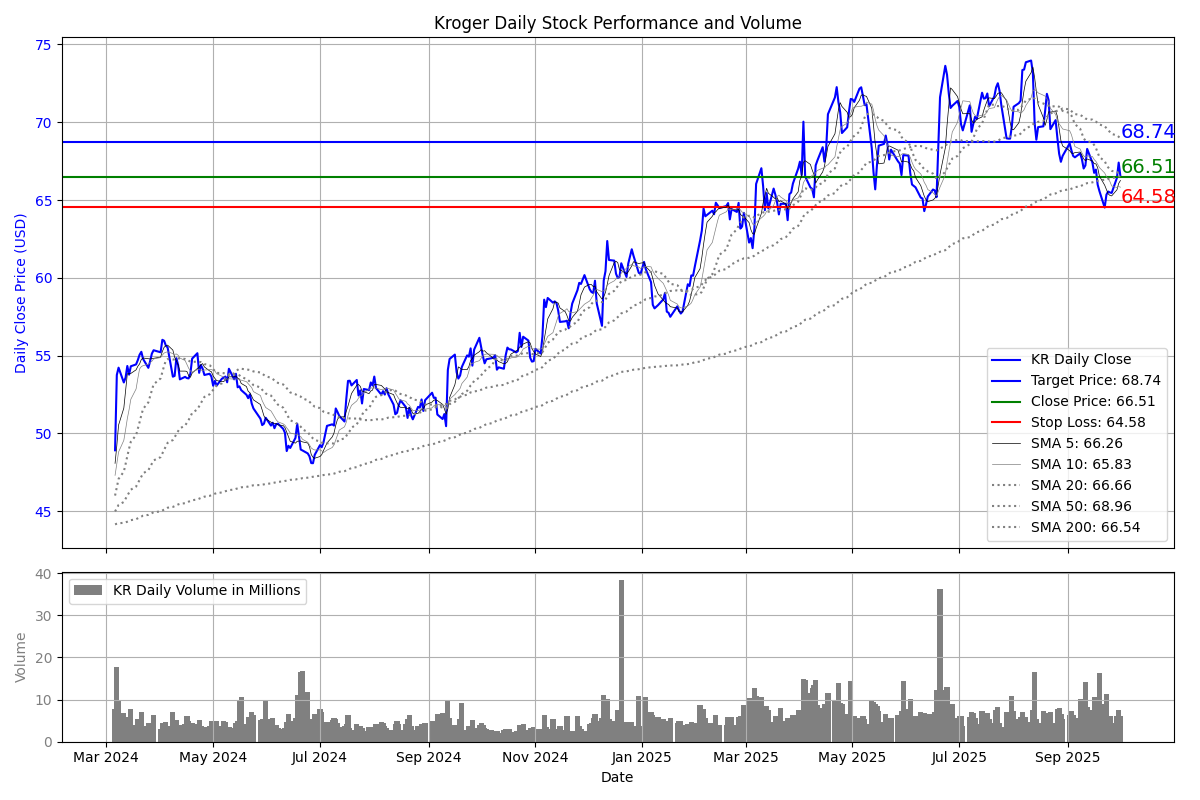 Kroger Daily Stock Performance and Volume
75
70
65
60
55
50
45
Daily Close Price (USD)
68.74
66.51
64.58
KR Daily Close
Target Price: 68.74
Close Price: 66.51
Stop Loss: 64.58
SMA 5: 66.26
SMA 10: 65.83
SMA 20: 66.66
SMA 50: 68.96
SMA 200: 66.54
40
30
20
10
0
Volume
KR Daily Volume in Millions
Mar 2024 May 2024 Jul 2024 Sep 2024 Nov 2024 Jan 2025 Mar 2025 May 2025 Jul 2025 Sep 2025
Date